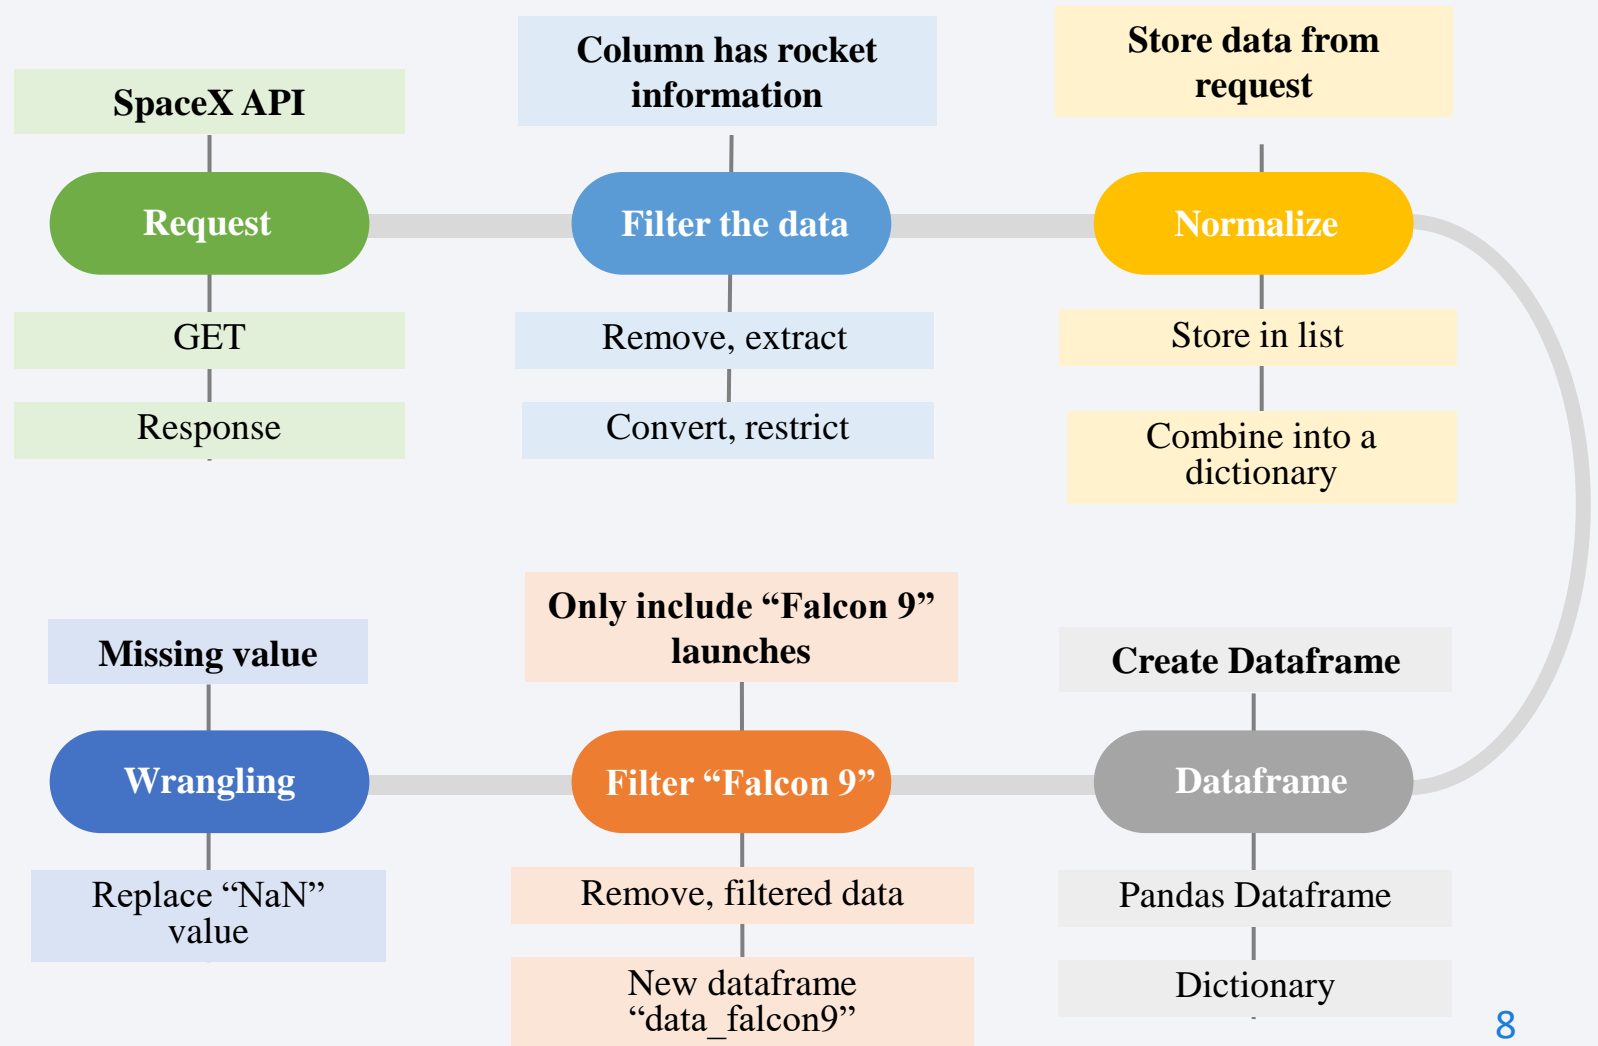 SpaceX API
Request
GET
Response
Column has rocket
information
Filter the data
Remove, extract
Convert, restrict
Store data from
request
Normalize
Store in list
Combine into a
dictionary
Create Dataframe
Dataframe
Pandas Dataframe
Dictionary
Only include “Falcon 9”
launches
Filter “Falcon 9”
Remove, filtered data
New dataframe
“data_falcon9”
Missing value
Wrangling
Replace “NaN”
value
8